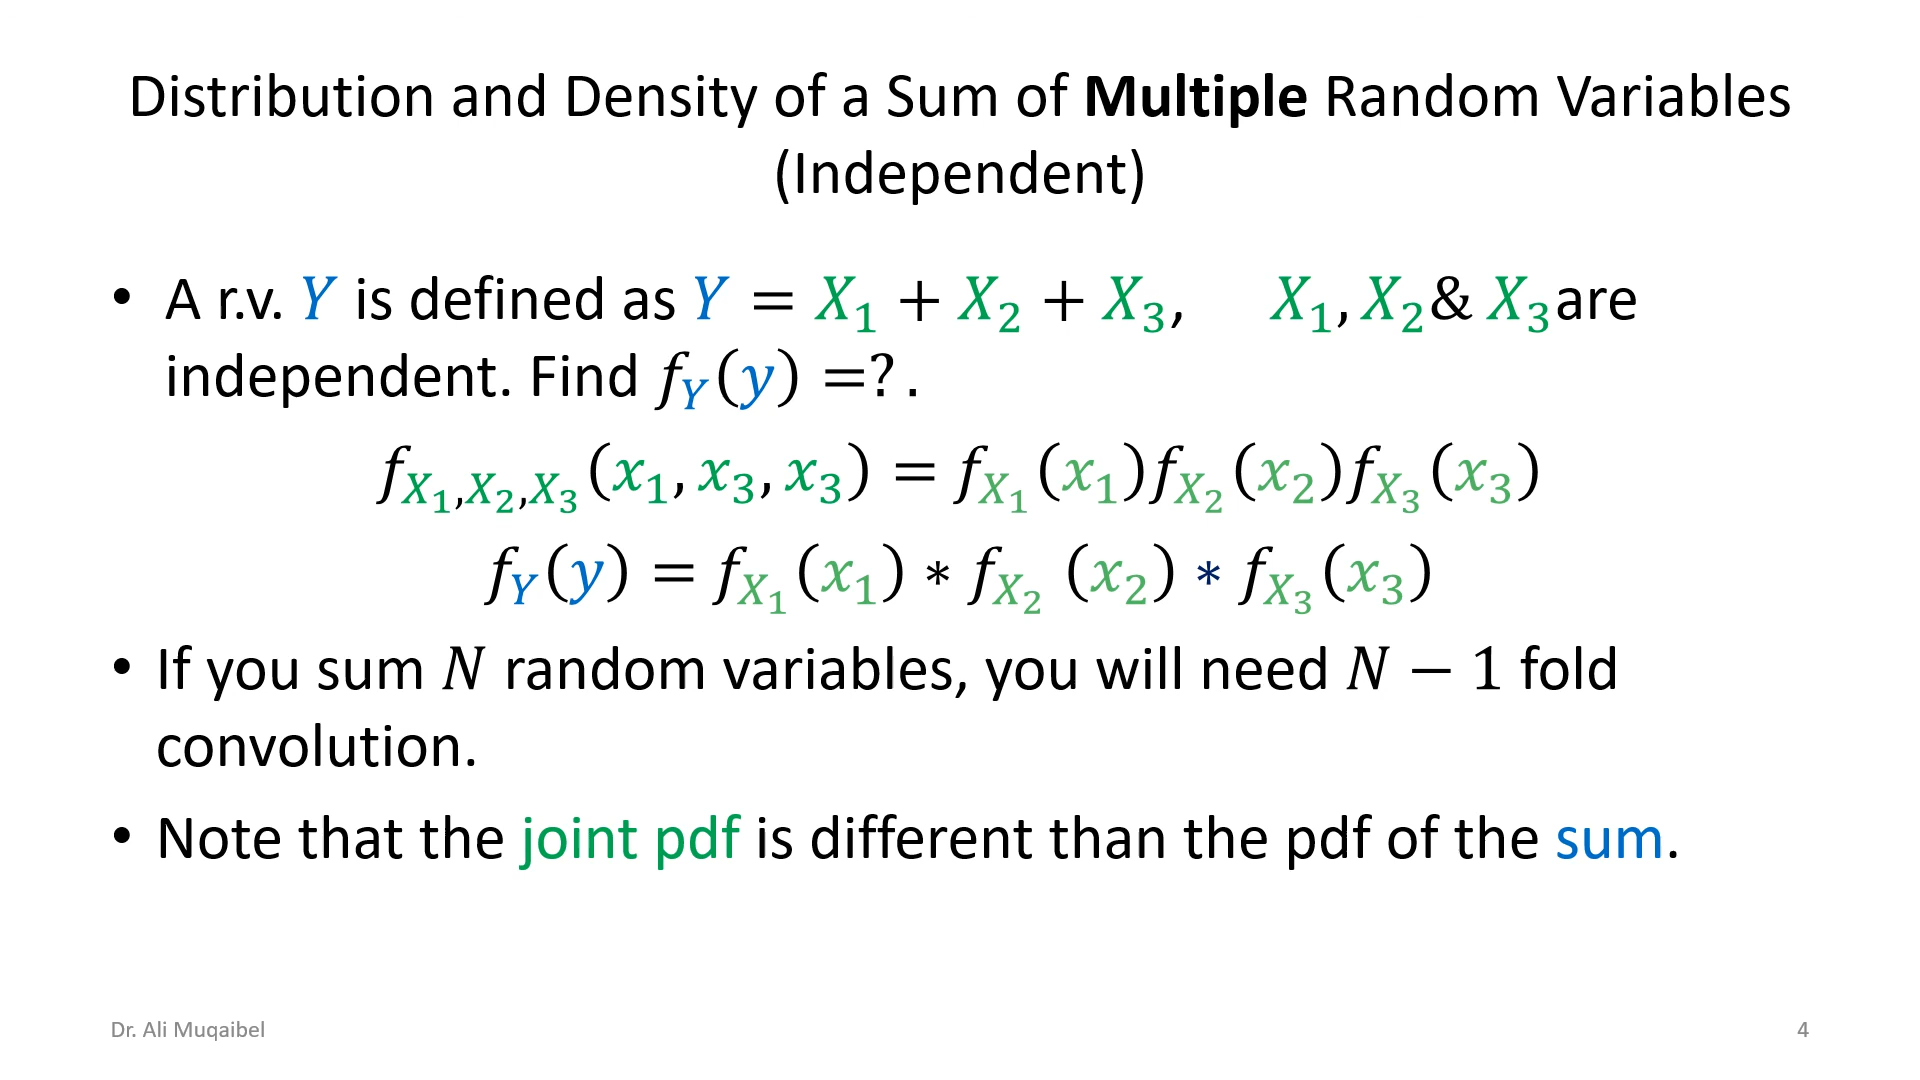 Distribution and Density of a Sum of Multiple Random Variables
(Independent)
• A r.v. 𝑌 is defined as 𝑌 = 𝑋₁ + 𝑋₂ + 𝑋₃, 𝑋₁, 𝑋₂ & 𝑋₃ are
independent. Find 𝑓_𝑌(𝑦) =? .
𝑓_{𝑋₁,𝑋₂,𝑋₃}(𝑥₁, 𝑥₃, 𝑥₃) = 𝑓_{𝑋₁}(𝑥₁)𝑓_{𝑋₂}(𝑥₂)𝑓_{𝑋₃}(𝑥₃)
𝑓_𝑌(𝑦) = 𝑓_{𝑋₁}(𝑥₁) ∗ 𝑓_{𝑋₂} (𝑥₂) ∗ 𝑓_{𝑋₃}(𝑥₃)
• If you sum 𝑁 random variables, you will need 𝑁 − 1 fold
convolution.
• Note that the joint pdf is different than the pdf of the sum.
Dr. Ali Muqaibel
4